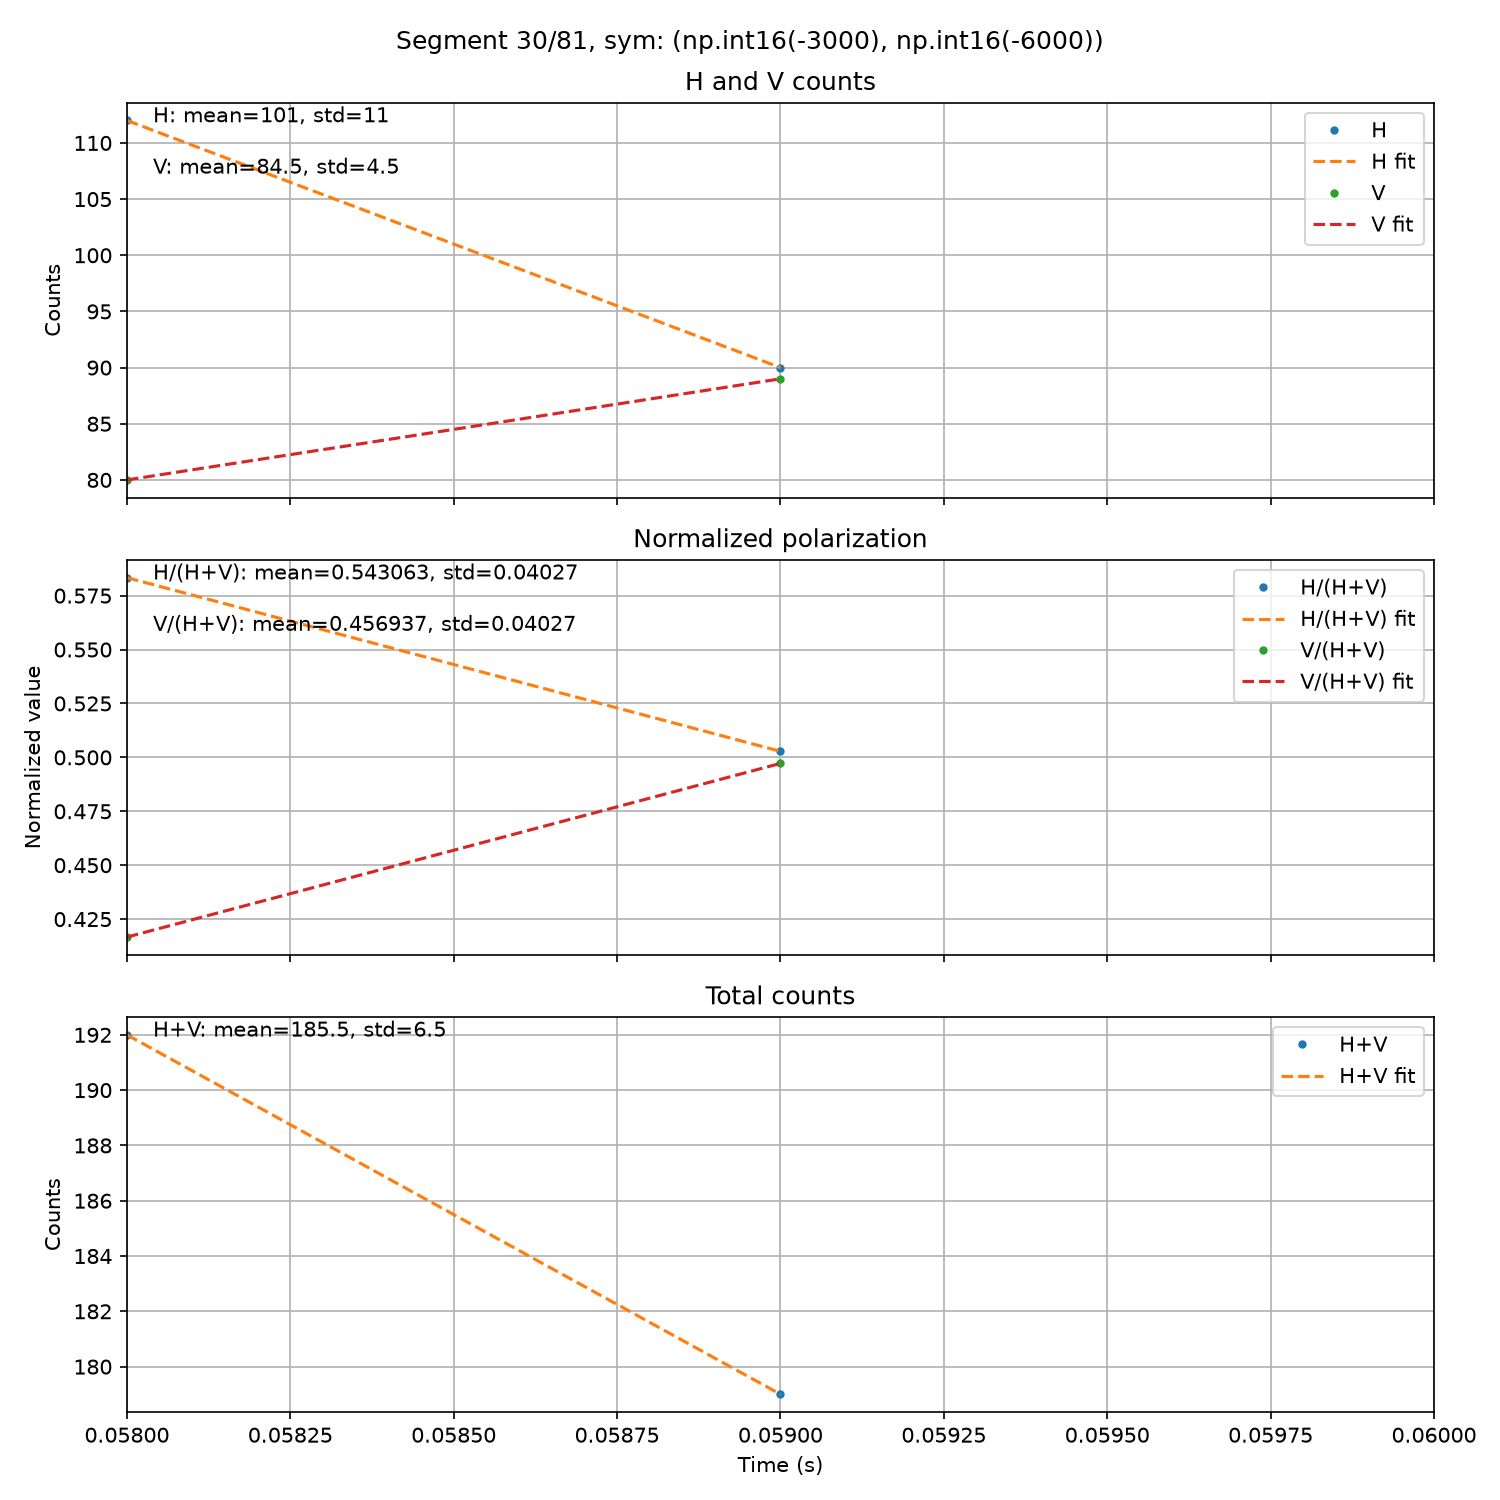 Segment 30/81, sym: (np.int16(-3000), np.int16(-6000))
H and V counts
H: mean=101, std=11
V: mean=84.5, std=4.5
H
H fit
V
V fit
110
105
100
95
90
85
80
Counts
Normalized polarization
H/(H+V): mean=0.543063, std=0.04027
V/(H+V): mean=0.456937, std=0.04027
H/(H+V)
H/(H+V) fit
V/(H+V)
V/(H+V) fit
0.575
0.550
0.525
0.500
0.475
0.450
0.425
Normalized value
Total counts
H+V: mean=185.5, std=6.5
H+V
H+V fit
192
190
188
186
184
182
180
Counts
0.05800 0.05825 0.05850 0.05875 0.05900 0.05925 0.05950 0.05975 0.06000
Time (s)